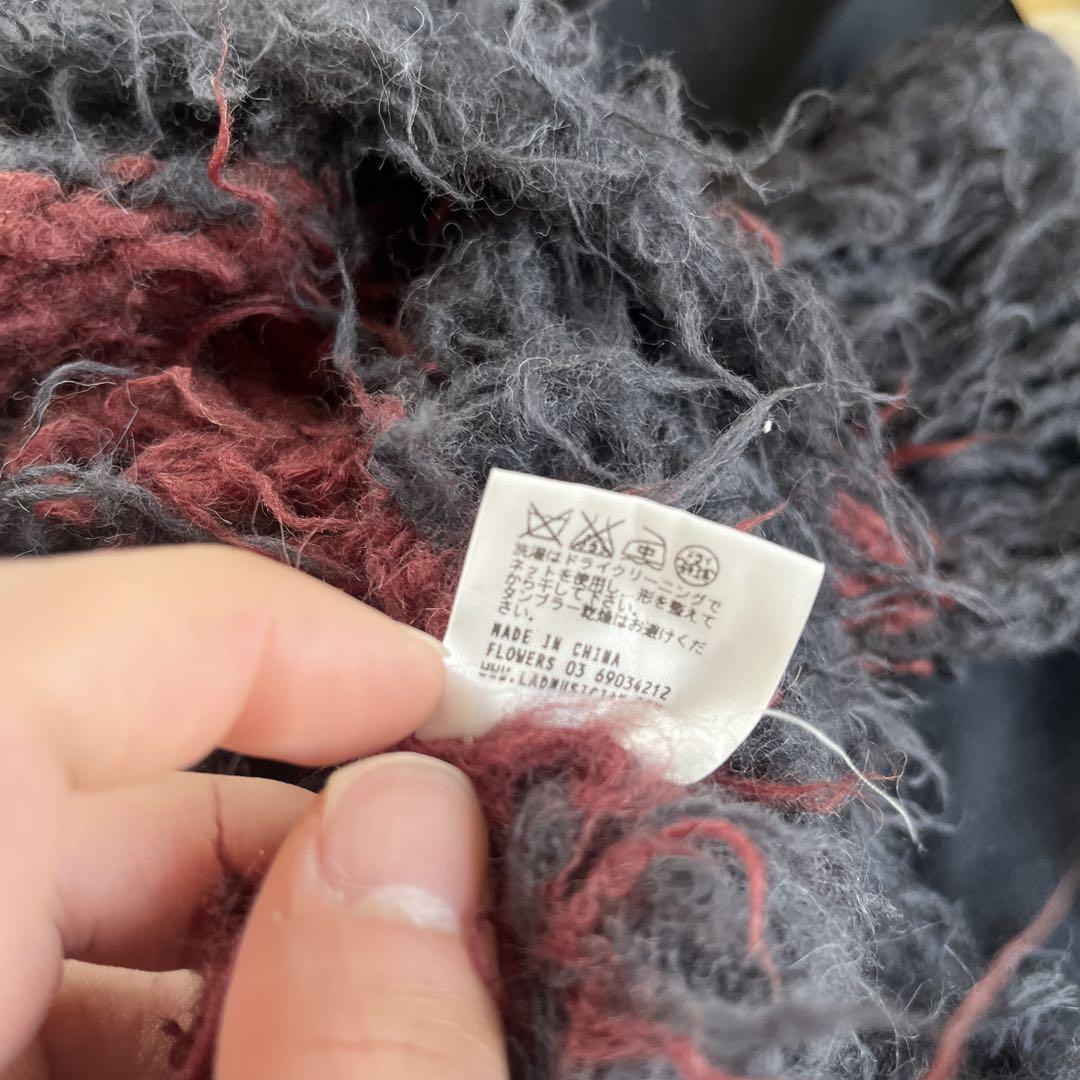 中
洗濯はドライクリーニングで
ネットを使用し、形を整えて
から干して下さい。
タンブラー乾燥はお避けくだ
さい。
MADE IN CHINA
FLOWERS 03 69034212